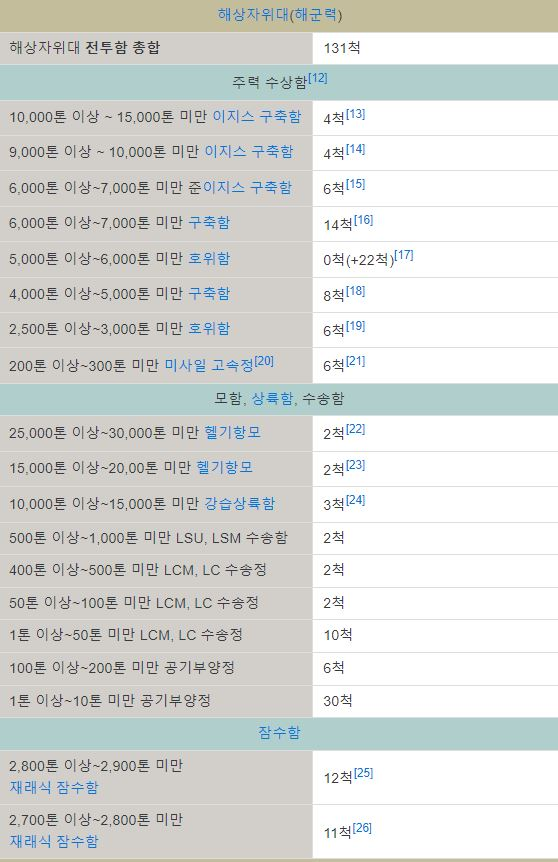 해상자위대(해군력)
해상자위대 전투함 총합 131척
주력 수상함[12]
10,000톤 이상 ~ 15,000톤 미만 이지스 구축함 4척[13]
9,000톤 이상 ~ 10,000톤 미만 이지스 구축함 4척[14]
6,000톤 이상~7,000톤 미만 준이지스 구축함 6척[15]
6,000톤 이상~7,000톤 미만 구축함 14척[16]
5,000톤 이상~6,000톤 미만 호위함 0척(+22척)[17]
4,000톤 이상~5,000톤 미만 구축함 8척[18]
2,500톤 이상~3,000톤 미만 호위함 6척[19]
200톤 이상~300톤 미만 미사일 고속정[20] 6척[21]
모함, 상륙함, 수송함
25,000톤 이상~30,000톤 미만 헬기항모 2척[22]
15,000톤 이상~20,00톤 미만 헬기항모 2척[23]
10,000톤 이상~15,000톤 미만 강습상륙함 3척[24]
500톤 이상~1,000톤 미만 LSU, LSM 수송함 2척
400톤 이상~500톤 미만 LCM, LC 수송정 2척
50톤 이상~100톤 미만 LCM, LC 수송정 2척
1톤 이상~50톤 미만 LCM, LC 수송정 10척
100톤 이상~200톤 미만 공기부양정 6척
1톤 이상~10톤 미만 공기부양정 30척
잠수함
2,800톤 이상~2,900톤 미만
재래식 잠수함 12척[25]
2,700톤 이상~2,800톤 미만
재래식 잠수함 11척[26]